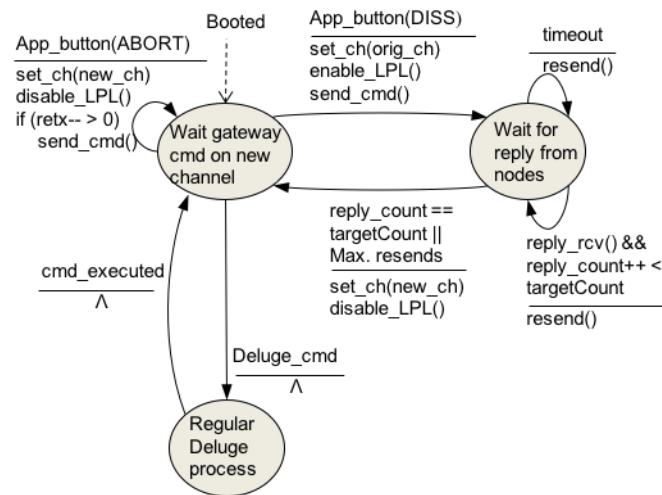 Booted
App_button(ABORT)
set_ch(new_ch)
disable_LPL()
if (retx-- > 0)
send_cmd()
App_button(DISS)
set_ch(orig_ch)
enable_LPL()
send_cmd()
timeout
resend()
Wait gateway
cmd on new
channel
Wait for
reply from
nodes
reply_count ==
targetCount ||
Max. resends
set_ch(new_ch)
disable_LPL()
reply_rcv() &&
reply_count++ <
targetCount
resend()
cmd_executed
Λ
Deluge_cmd
Λ
Regular
Deluge
process